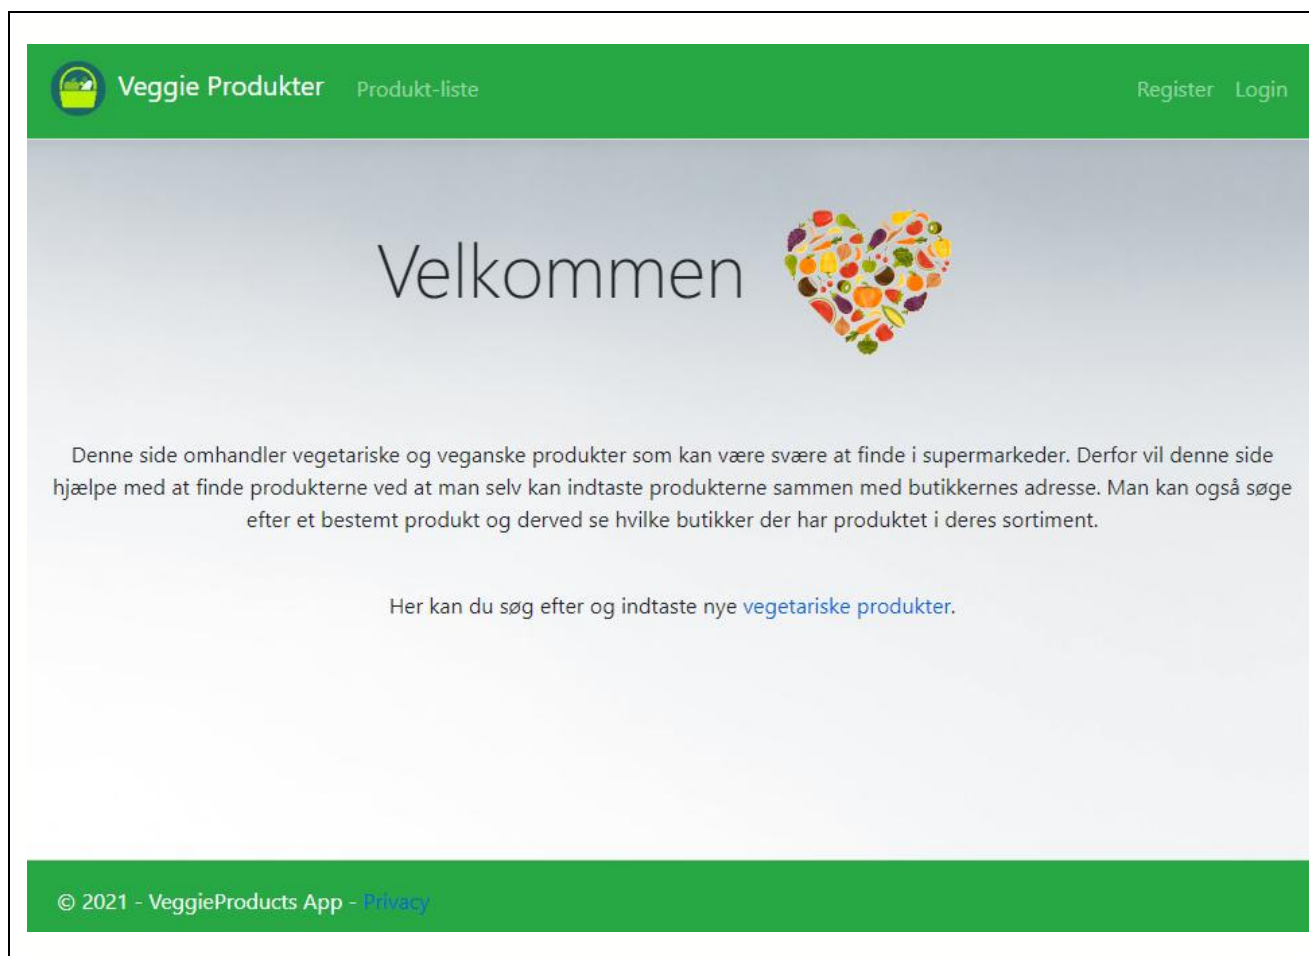 Veggie Produkter Produkt-liste Register Login
Velkommen
Denne side omhandler vegetariske og veganske produkter som kan være svære at finde i supermarkeder. Derfor vil denne side
hjælpe med at finde produkterne ved at man selv kan indtaste produkterne sammen med butikkernes adresse. Man kan også søge
efter et bestemt produkt og derved se hvilke butikker der har produktet i deres sortiment.
Her kan du søg efter og indtaste nye vegetariske produkter.
© 2021 - VeggieProducts App - Privacy